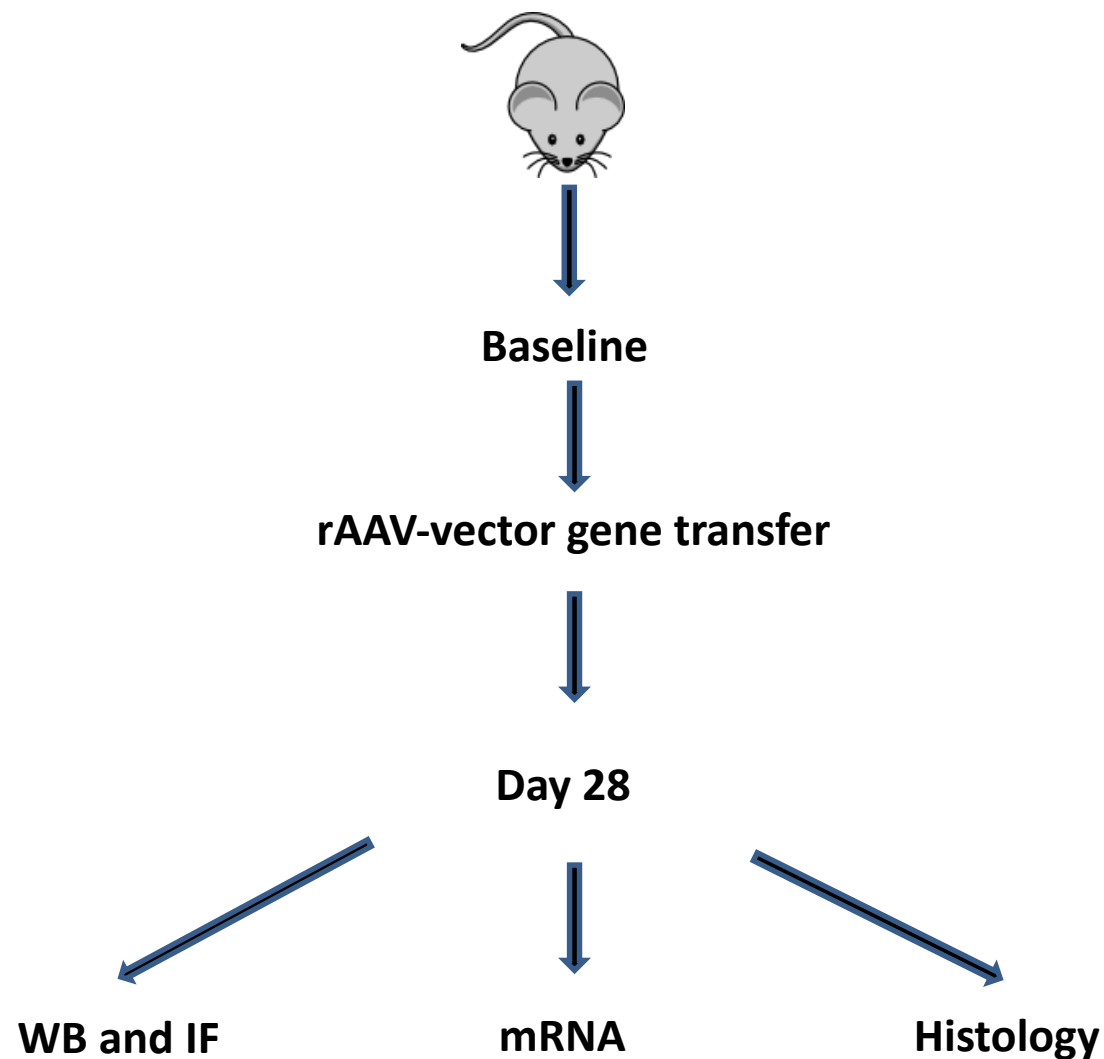 Baseline
rAAV-vector gene transfer
Day 28
WB and IF
mRNA
Histology